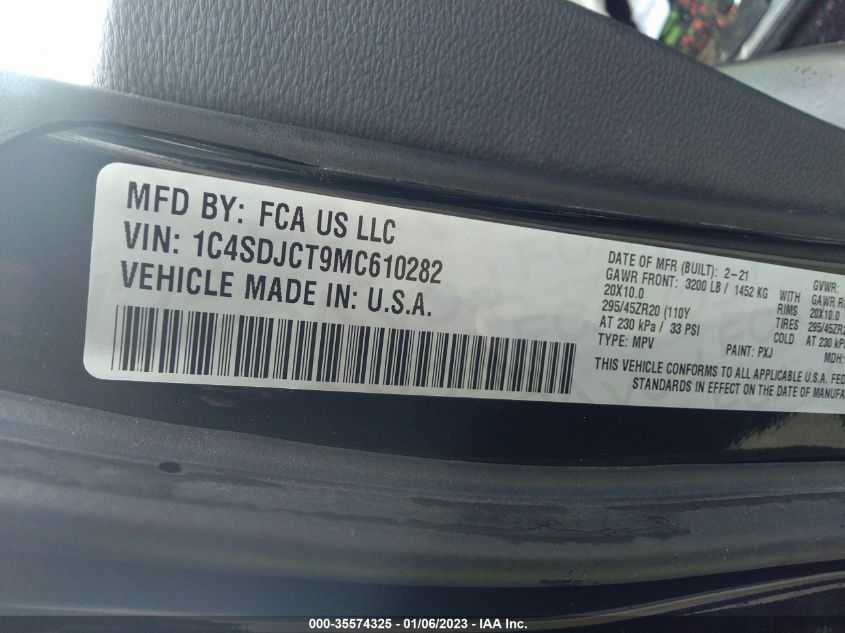 MFD BY: FCA US LLC
VIN: 1C4SDJCT9MC610282
VEHICLE MADE IN: U.S.A.
DATE OF MFR (BUILT): 2-21
GAWR FRONT: 3200 LB / 1452 KG
20X10.0
295/45ZR20 (110Y
AT 230 kPa / 33 PSI
TYPE: MPV
WITH
RIMS
TIRES
COLD
PAINT: PXJ
GVWR:
GAWR R
20X10.0
295/45ZR2
AT 230 kP
MDH:
THIS VEHICLE CONFORMS TO ALL APPLICABLE U.S.A. FED
STANDARDS IN EFFECT ON THE DATE OF MANUFA
000-35574325 - 01/06/2023 - IAA Inc.